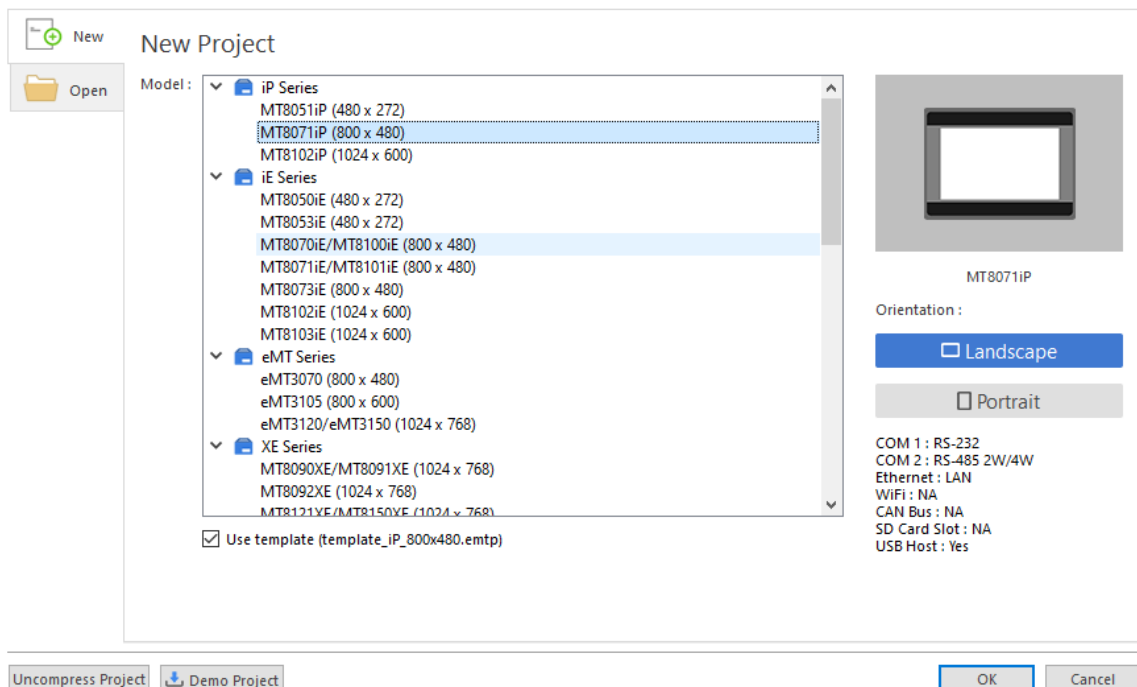 New
Open
New Project
Model :
iP Series
MT8051iP (480 x 272)
MT8071iP (800 x 480)
MT8102iP (1024 x 600)
iE Series
MT8050iE (480 x 272)
MT8053iE (480 x 272)
MT8070iE/MT8100iE (800 x 480)
MT8071iE/MT8101iE (800 x 480)
MT8073iE (800 x 480)
MT8102iE (1024 x 600)
MT8103iE (1024 x 600)
eMT Series
eMT3070 (800 x 480)
eMT3105 (800 x 600)
eMT3120/eMT3150 (1024 x 768)
XE Series
MT8090XE/MT8091XE (1024 x 768)
MT8092XE (1024 x 768)
MT8121XE/MT8150XE (1024 x 768)
Use template (template_iP_800x480.emtp)
MT8071iP
Orientation :
Landscape
Portrait
COM 1 : RS-232
COM 2 : RS-485 2W/4W
Ethernet : LAN
WiFi : NA
CAN Bus : NA
SD Card Slot : NA
USB Host : Yes
Uncompress Project
Demo Project
OK
Cancel